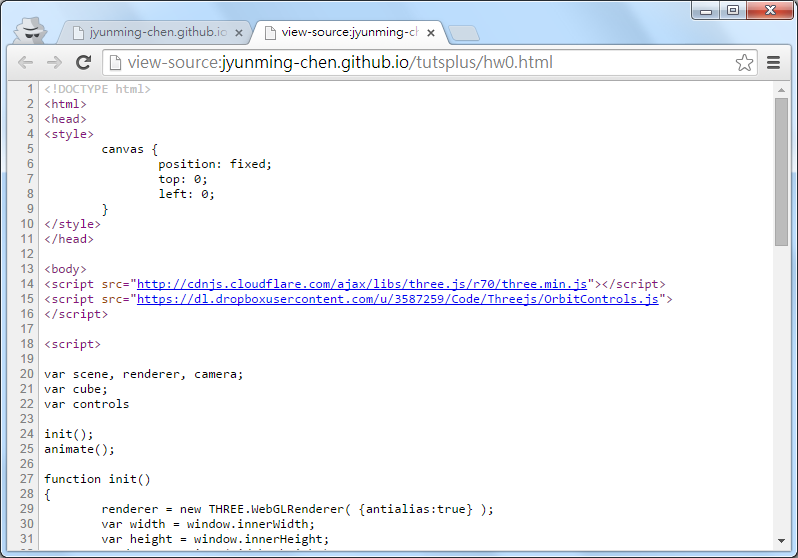 jyunming-chen.github.io
view-source:jyunming-ch
view-source:jyunming-chen.github.io/tutsplus/hw0.html
1 <!DOCTYPE html>
2 <html>
3 <head>
4 <style>
5 canvas {
6 position: fixed;
7 top: 0;
8 left: 0;
9 }
10 </style>
11 </head>
12
13 <body>
14 <script src="http://cdnjs.cloudflare.com/ajax/libs/three.js/r70/three.min.js"></script>
15 <script src="https://dl.dropboxusercontent.com/u/3587259/Code/Threejs/OrbitControls.js">
16 </script>
17
18 <script>
19
20 var scene, renderer, camera;
21 var cube;
22 var controls
23
24 init();
25 animate();
26
27 function init()
28 {
29 renderer = new THREE.WebGLRenderer( {antialias:true} );
30 var width = window.innerWidth;
31 var height = window.innerHeight;